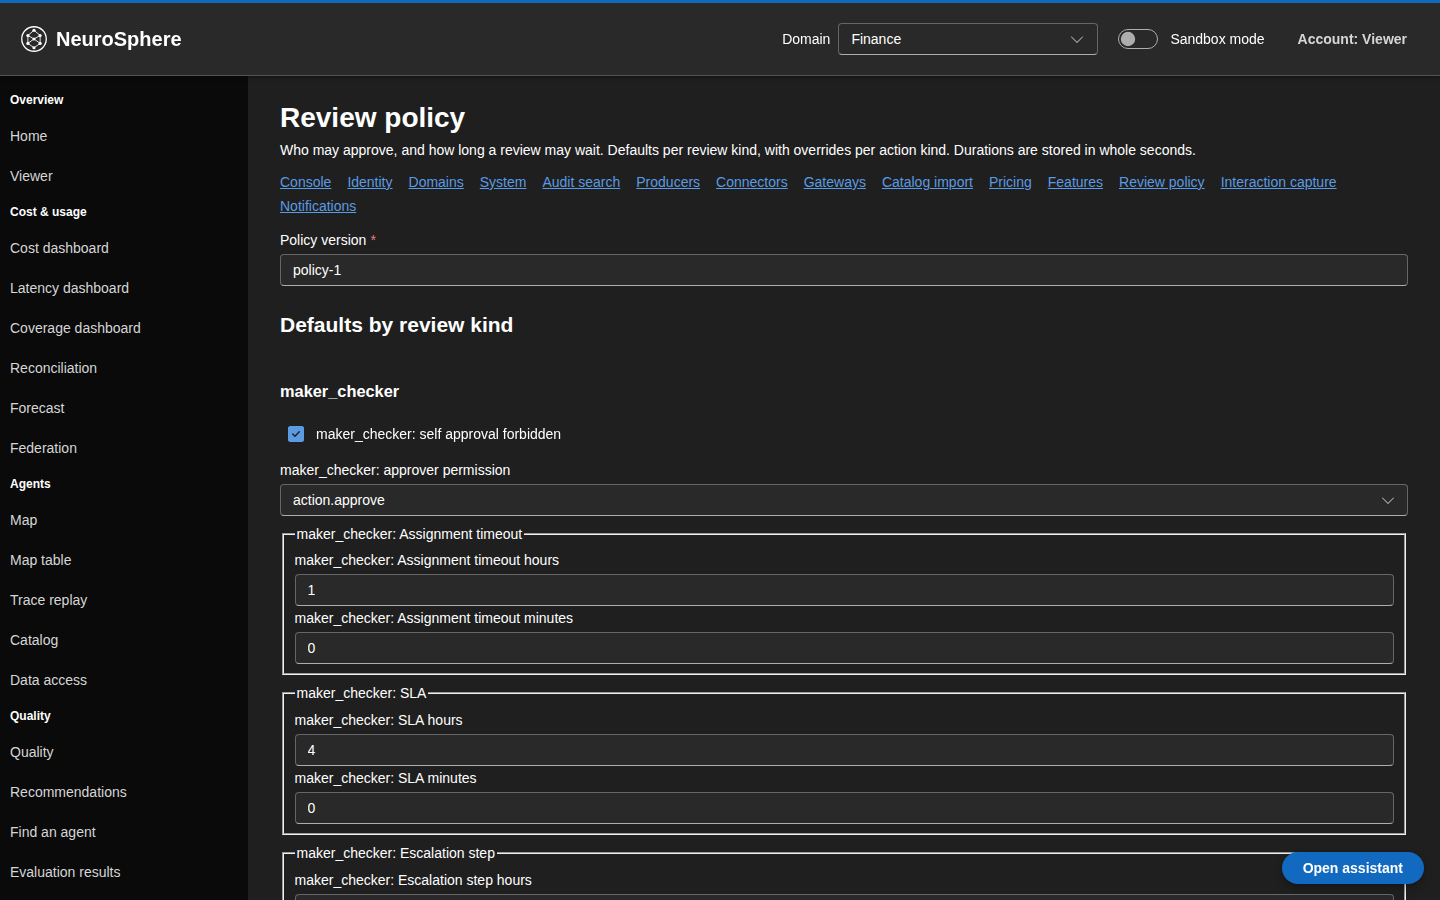 NeuroSphere
Domain
Finance
Sandbox mode
Account: Viewer
Overview
Home
Viewer
Cost & usage
Cost dashboard
Latency dashboard
Coverage dashboard
Reconciliation
Forecast
Federation
Agents
Map
Map table
Trace replay
Catalog
Data access
Quality
Quality
Recommendations
Find an agent
Evaluation results
Review policy
Who may approve, and how long a review may wait. Defaults per review kind, with overrides per action kind. Durations are stored in whole seconds.
Console Identity Domains System Audit search Producers Connectors Gateways Catalog import Pricing Features Review policy Interaction capture
Notifications
Policy version *
policy-1
Defaults by review kind
maker_checker
maker_checker: self approval forbidden
maker_checker: approver permission
action.approve
maker_checker: Assignment timeout
maker_checker: Assignment timeout hours
1
maker_checker: Assignment timeout minutes
0
maker_checker: SLA
maker_checker: SLA hours
4
maker_checker: SLA minutes
0
maker_checker: Escalation step
maker_checker: Escalation step hours
Open assistant